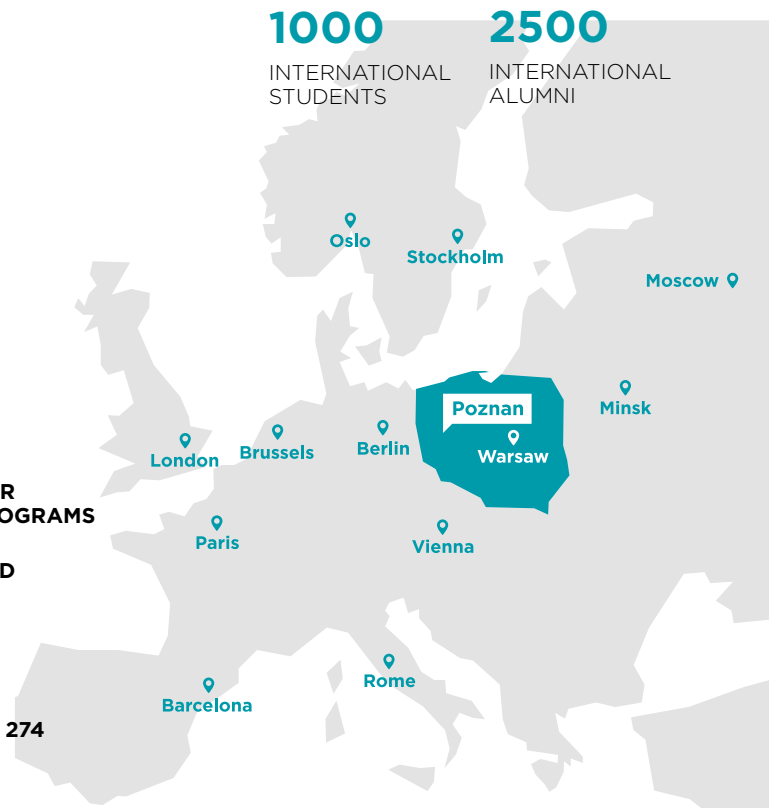 1000
INTERNATIONAL
STUDENTS
2500
INTERNATIONAL
ALUMNI
Oslo
Stockholm
Moscow
Minsk
Poznan
Warsaw
London
Brussels
Berlin
R
OGRAMS
Paris
Vienna
D
Rome
Barcelona
274